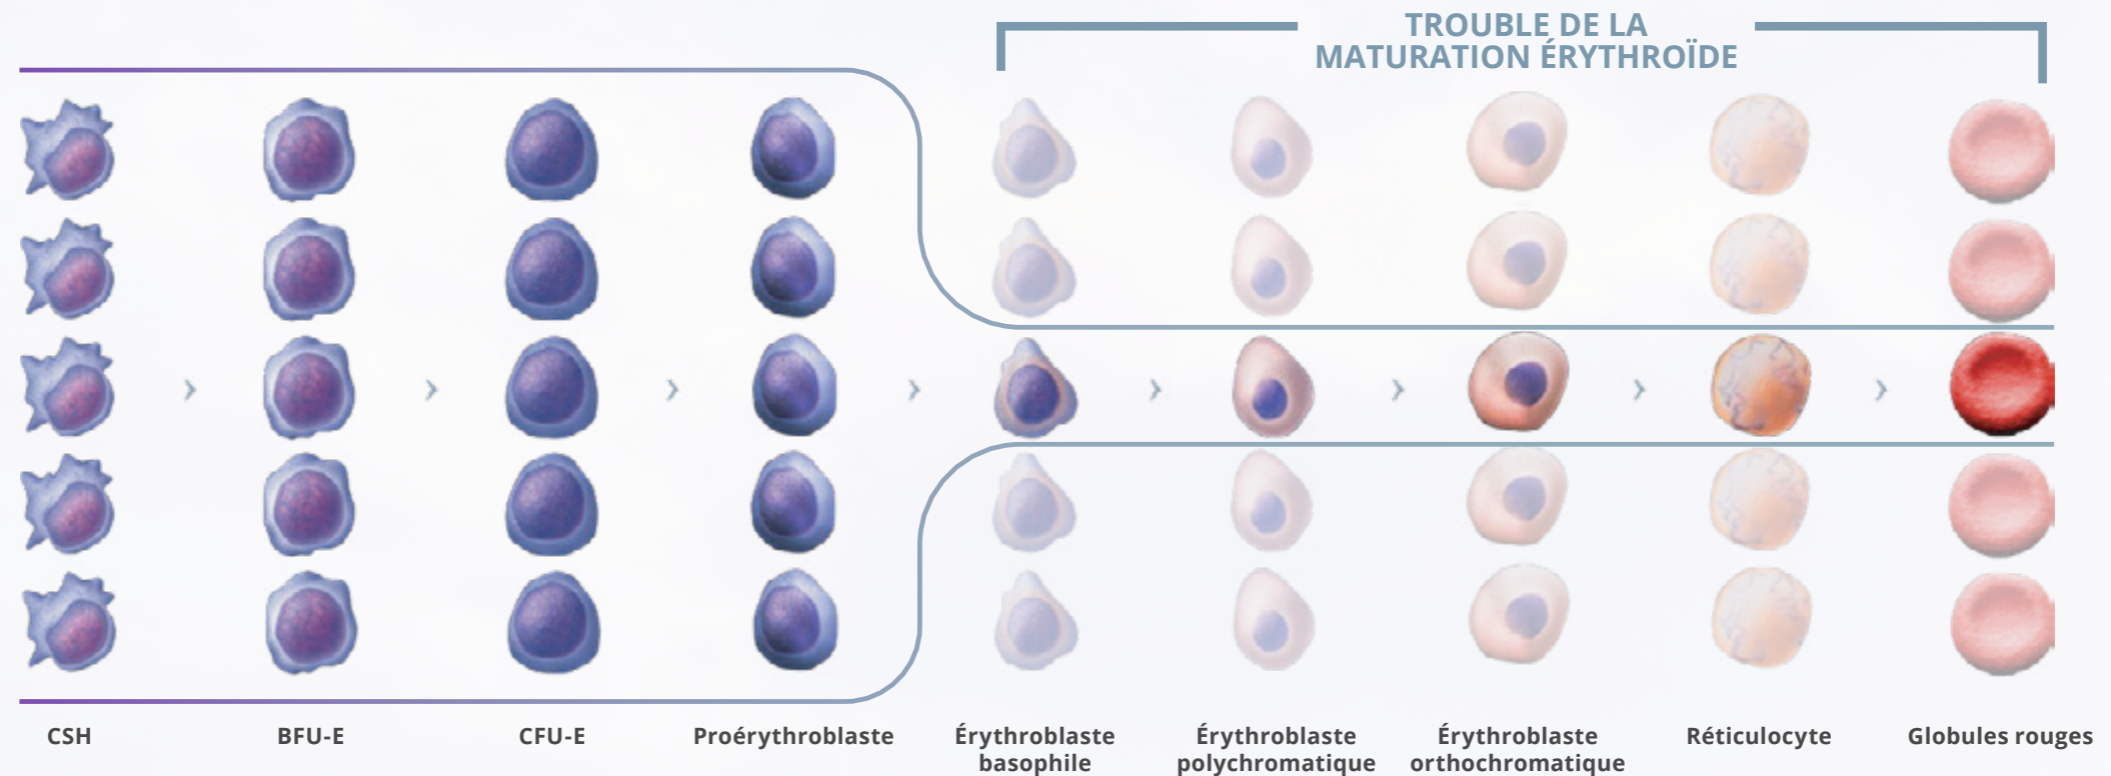 TROUBLE DE LA
MATURATION ÉRYTHROÏDE
CSH
BFU-E
CFU-E
Proérythroblaste
Érythroblaste
basophile
Érythroblaste
polychromatique
Érythroblaste
orthochromatique
Réticulocyte
Globules rouges